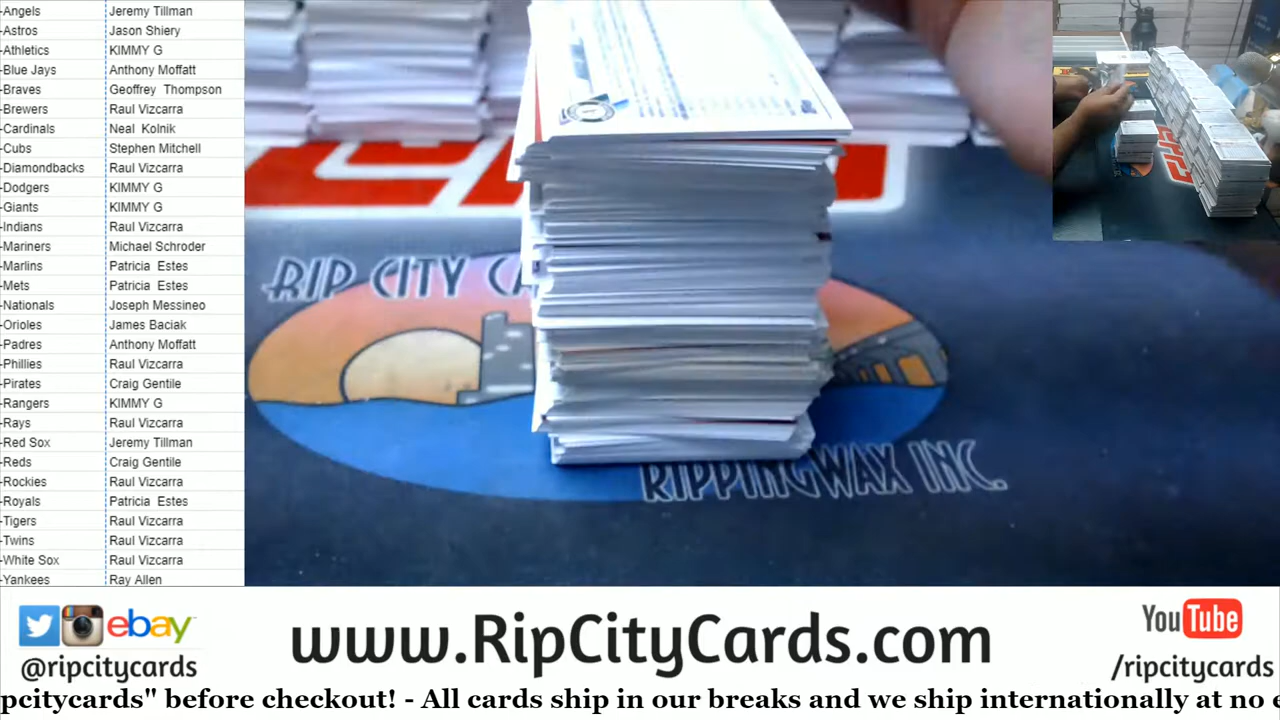 -Angels Jeremy Tillman
-Astros Jason Shiery
-Athletics KIMMY G
-Blue Jays Anthony Moffatt
-Braves Geoffrey Thompson
-Brewers Raul Vizcarra
-Cardinals Neal Kolnik
-Cubs Stephen Mitchell
-Diamondbacks Raul Vizcarra
-Dodgers KIMMY G
-Giants KIMMY G
-Indians Raul Vizcarra
-Mariners Michael Schroder
-Marlins Patricia Estes
-Mets Patricia Estes
-Nationals Joseph Messineo
-Orioles James Baciak
-Padres Anthony Moffatt
-Phillies Raul Vizcarra
-Pirates Craig Gentile
-Rangers KIMMY G
-Rays Raul Vizcarra
-Red Sox Jeremy Tillman
-Reds Craig Gentile
-Rockies Raul Vizcarra
-Royals Patricia Estes
-Tigers Raul Vizcarra
-Twins Raul Vizcarra
-White Sox Raul Vizcarra
-Yankees Ray Allen
RIP CITY CA
RIPPINGWAX INC.
ebay
@ripcitycards
www.RipCityCards.com
YouTube
/ripcitycards
pcitycards" before checkout! - All cards ship in our breaks and we ship internationally at no